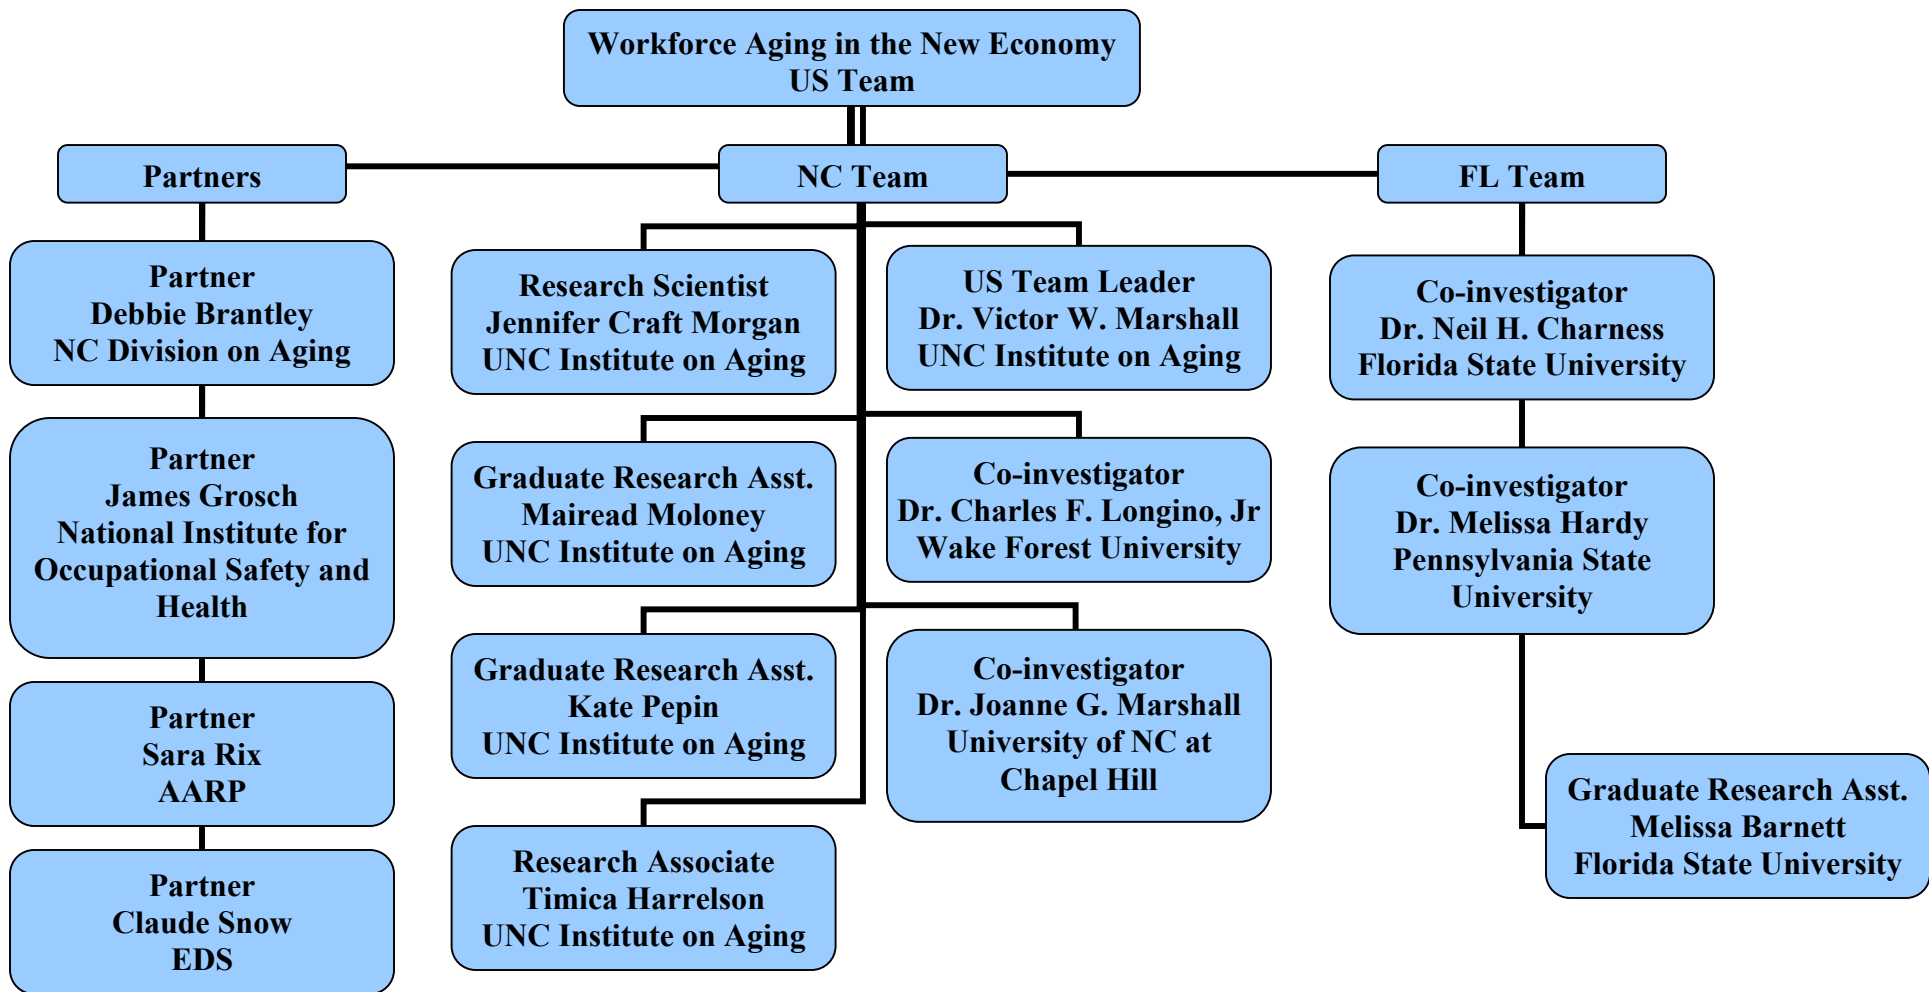 Workforce Aging in the New Economy
US Team
Partners
NC Team
FL Team
Partner
Debbie Brantley
NC Division on Aging
Partner
James Grosch
National Institute for
Occupational Safety and
Health
Partner
Sara Rix
AARP
Partner
Claude Snow
EDS
Research Scientist
Jennifer Craft Morgan
UNC Institute on Aging
Graduate Research Asst.
Mairead Moloney
UNC Institute on Aging
Graduate Research Asst.
Kate Pepin
UNC Institute on Aging
Research Associate
Timica Harrelson
UNC Institute on Aging
US Team Leader
Dr. Victor W. Marshall
UNC Institute on Aging
Co-investigator
Dr. Charles F. Longino, Jr
Wake Forest University
Co-investigator
Dr. Joanne G. Marshall
University of NC at
Chapel Hill
Co-investigator
Dr. Neil H. Charness
Florida State University
Co-investigator
Dr. Melissa Hardy
Pennsylvania State
University
Graduate Research Asst.
Melissa Barnett
Florida State University